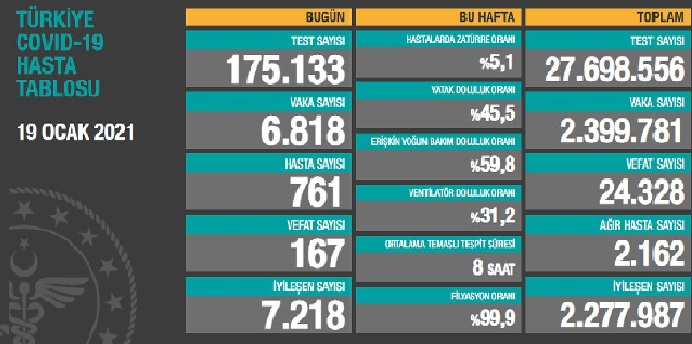 TÜRKİYE
COVID-19
HASTA
TABLOSU
19 OCAK 2021
BUGÜN
TEST SAYISI
175.133
VAKA SAYISI
6.818
HASTA SAYISI
761
VEFAT SAYISI
167
İYİLEŞEN SAYISI
7.218
BU HAFTA
HASTALARDA ZATÜRRE ORANI
%5,1
YATAK DOLULUK ORANI
%45,5
ERİŞKİN YOĞUN BAKIM DOLULUK ORANI
%59,8
VENTİLATÖR DOLULUK ORANI
%31,2
ORTALAMA TEMASLI TESPİT SÜRESİ
8 SAAT
FİLYASYON ORANI
%99,9
TOPLAM
TEST SAYISI
27.698.556
VAKA SAYISI
2.399.781
VEFAT SAYISI
24.328
AĞIR HASTA SAYISI
2.162
İYİLEŞEN SAYISI
2.277.987